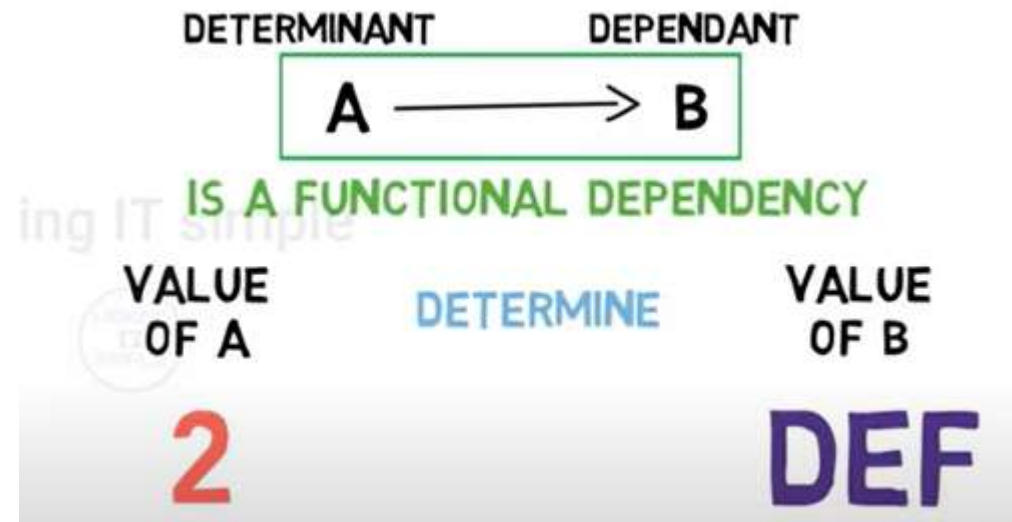 DETERMINANT DEPENDANT
A → B
IS A FUNCTIONAL DEPENDENCY
ing IT simple
VALUE OF A DETERMINE VALUE OF B
2 DEF